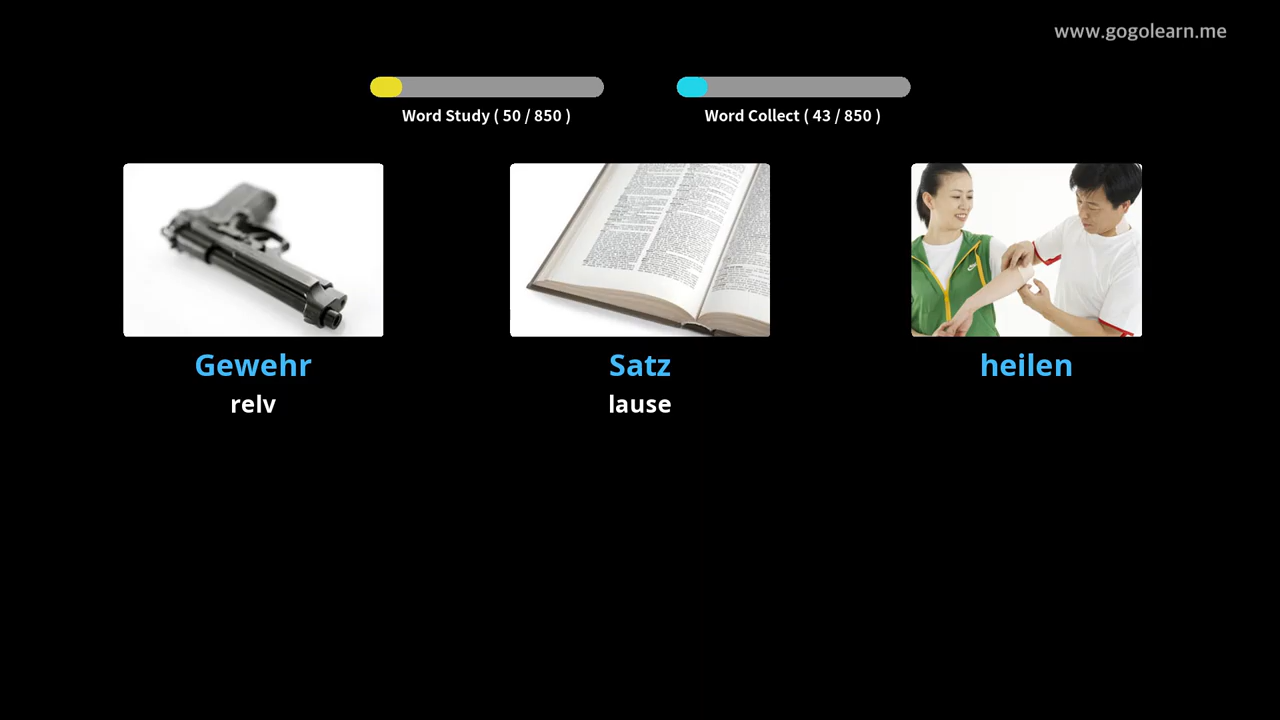 www.gogolearn.me
Word Study ( 50 / 850 )
Word Collect ( 43 / 850 )
Gewehr
Satz
heilen
relv
lause